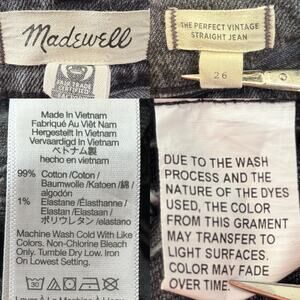 Madewell
FAIR TRADE
CERTIFIED
THE PERFECT VINTAGE
STRAIGHT JEAN
26
Made In Vietnam
Fabriqué Au Viêt Nam
Hergestellt In Vietnam
Vervaardigd In Vietnam
ベトナム製
hecho en vietnam
99% Cotton/Coton/
Baumwolle/Katoen/綿/
algodón
1% Elastane/Élasthanne/
Elastan/Elastaan/
ポリウレタン/elastano
Machine Wash Cold With Like
Colors. Non-Chlorine Bleach
Only. Tumble Dry Low. Iron
On Lowest Setting.
30
DUE TO THE WASH
PROCESS AND THE
NATURE OF THE DYES
USED, THE COLOR
FROM THIS GRAMENT
MAY TRANSFER TO
LIGHT SURFACES.
COLOR MAY FADE
OVER TIME.